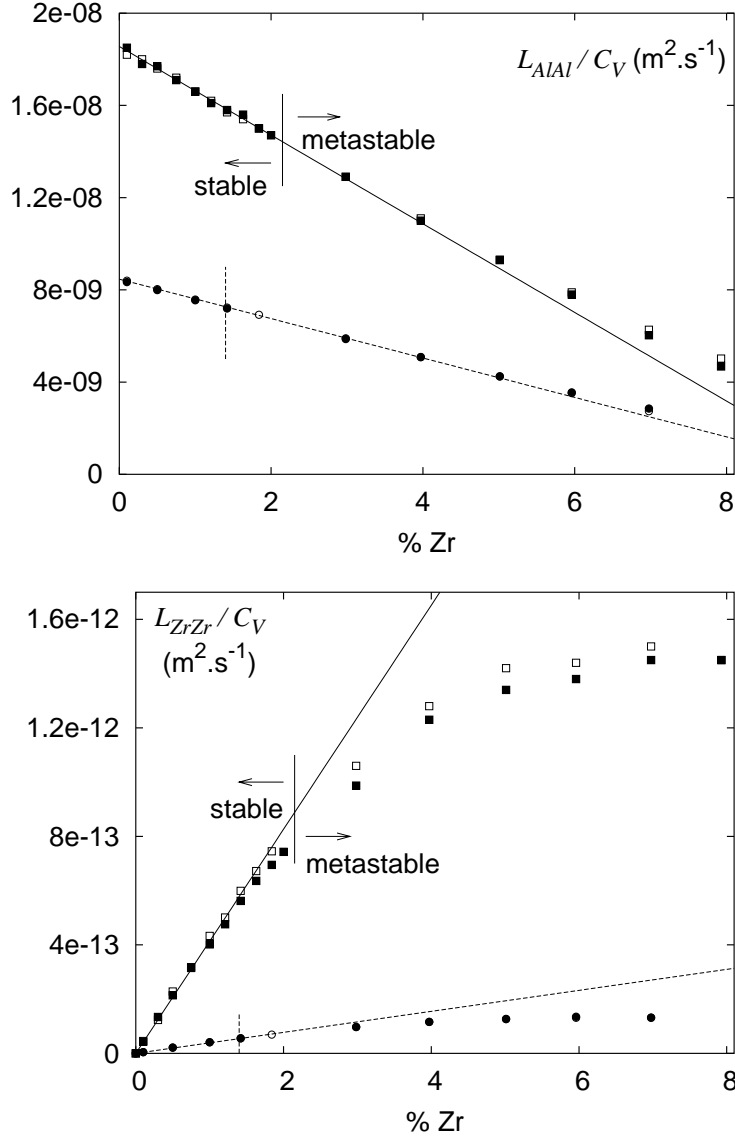 2e-08
L_AlAl / C_V (m².s⁻¹)
1.6e-08
metastable
stable
1.2e-08
8e-09
4e-09
0
0 2 4 6 8
% Zr
1.6e-12
L_ZrZr / C_V
(m².s⁻¹)
1.2e-12
stable
8e-13
metastable
4e-13
0
0 2 4 6 8
% Zr